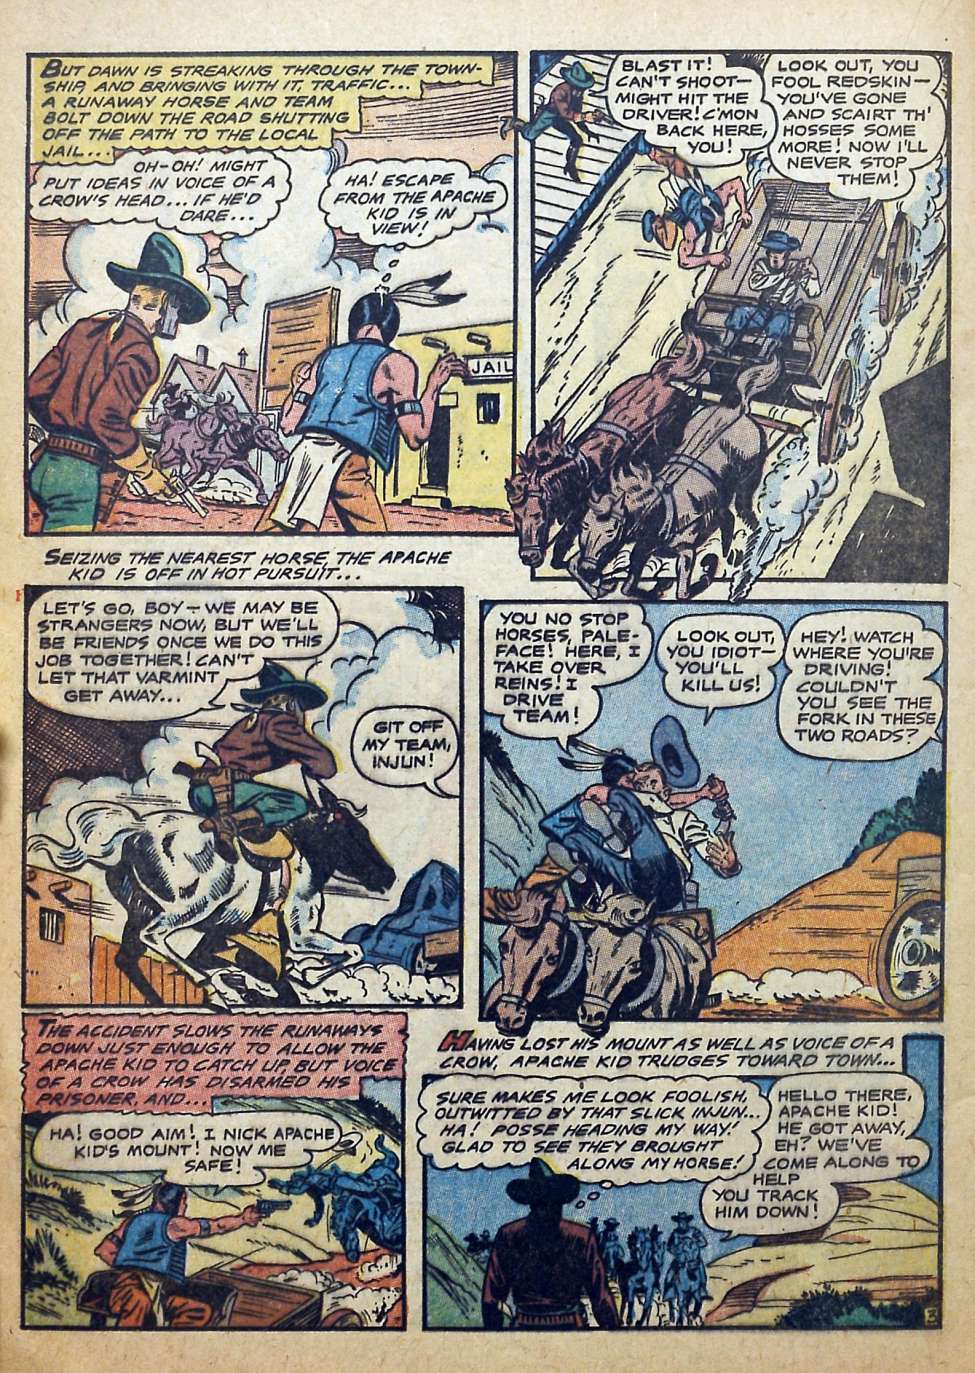 BUT DAWN IS STREAKING THROUGH THE TOWN-
SHIP, AND BRINGING WITH IT, TRAFFIC...
A RUNAWAY HORSE AND TEAM
BOLT DOWN THE ROAD SHUTTING
OFF THE PATH TO THE LOCAL
JAIL...
OH-OH! MIGHT
PUT IDEAS IN VOICE OF A
CROW'S HEAD... IF HE'D
DARE...
HA! ESCAPE
FROM THE APACHE
KID IS IN
VIEW!
JAIL
BLAST IT!
CAN'T SHOOT—
MIGHT HIT THE
DRIVER! C'MON
BACK HERE,
YOU!
LOOK OUT, YOU
FOOL REDSKIN—
YOU'VE GONE
AND SCAIRT TH'
HOSSES SOME
MORE! NOW I'LL
NEVER STOP
THEM!
SEIZING THE NEAREST HORSE, THE APACHE
KID IS OFF IN HOT PURSUIT...
LET'S GO, BOY—WE MAY BE
STRANGERS NOW, BUT WE'LL
BE FRIENDS ONCE WE DO THIS
JOB TOGETHER! CAN'T
LET THAT VARMINT
GET AWAY...
GIT OFF
MY TEAM,
INJUN!
YOU NO STOP
HORSES, PALE-
FACE! HERE, I
TAKE OVER
REINS! I
DRIVE
TEAM!
LOOK OUT,
YOU IDIOT—
YOU'LL
KILL US!
HEY! WATCH
WHERE YOU'RE
DRIVING!
COULDN'T
YOU SEE THE
FORK IN THESE
TWO ROADS?
THE ACCIDENT SLOWS THE RUNAWAYS
DOWN JUST ENOUGH TO ALLOW THE
APACHE KID TO CATCH UP, BUT VOICE
OF A CROW HAS DISARMED HIS
PRISONER, AND...
HA! GOOD AIM! I NICK APACHE
KID'S MOUNT! NOW ME
SAFE!
HAVING LOST HIS MOUNT AS WELL AS VOICE OF A
CROW, APACHE KID TRUDGES TOWARD TOWN...
SURE MAKES ME LOOK FOOLISH,
OUTWITTED BY THAT SLICK INJUN...
HA! POSSE HEADING MY WAY!
GLAD TO SEE THEY BROUGHT
ALONG MY HORSE!
HELLO THERE,
APACHE KID!
HE GOT AWAY,
EH? WE'VE
COME ALONG TO
HELP
YOU TRACK
HIM DOWN!
3